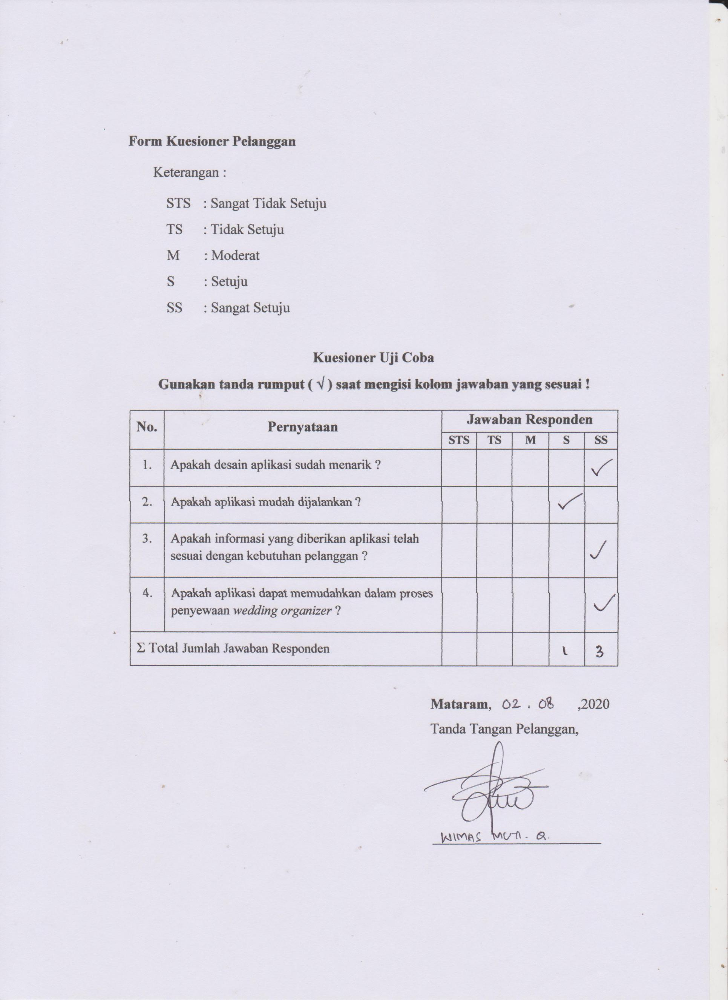 Form Kuesioner Pelanggan
Keterangan :
STS : Sangat Tidak Setuju
TS : Tidak Setuju
M : Moderat
S : Setuju
SS : Sangat Setuju
Kuesioner Uji Coba
Gunakan tanda rumput ( √ ) saat mengisi kolom jawaban yang sesuai !
No. Pernyataan Jawaban Responden
STS TS M S SS
1. Apakah desain aplikasi sudah menarik ? ✓
2. Apakah aplikasi mudah dijalankan ? ✓
3. Apakah informasi yang diberikan aplikasi telah
sesuai dengan kebutuhan pelanggan ? ✓
4. Apakah aplikasi dapat memudahkan dalam proses
penyewaan wedding organizer ? ✓
Σ Total Jumlah Jawaban Responden 1 3
Mataram, 02 . 08 ,2020
Tanda Tangan Pelanggan,
WIMAS Q.